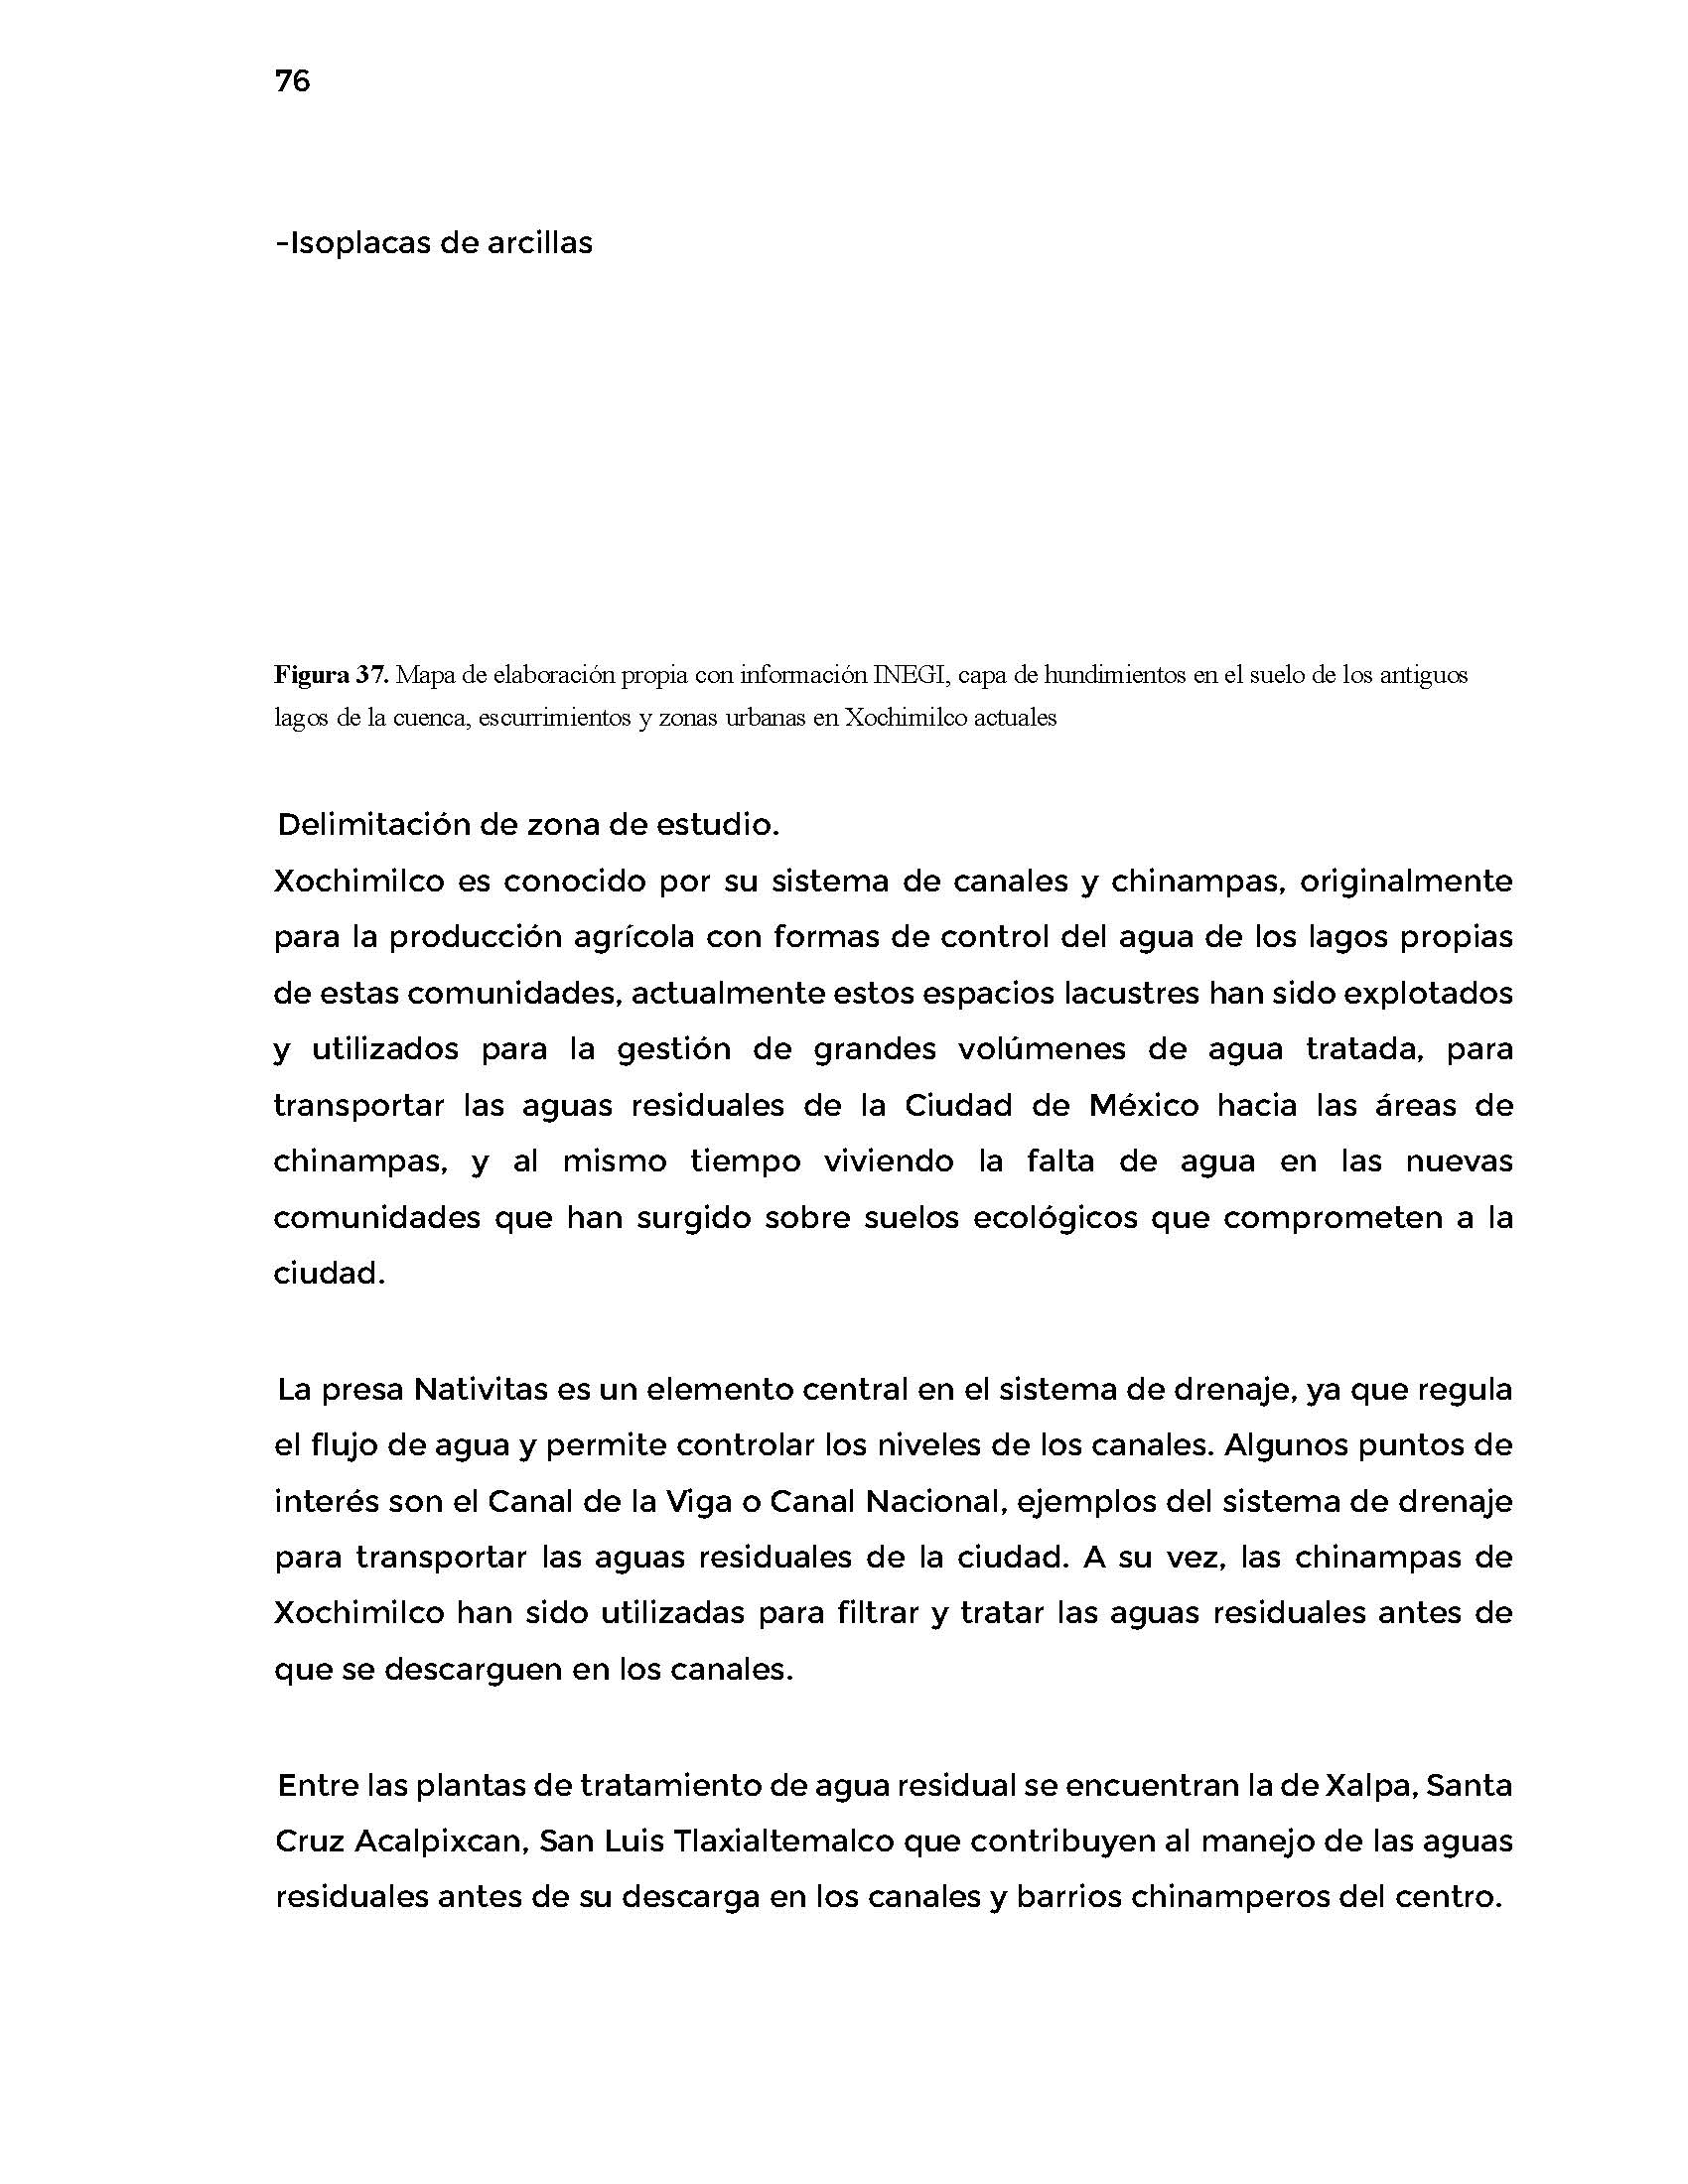 76
-Isoplacas de arcillas
Figura 37. Mapa de elaboración propia con información INEGI, capa de hundimientos en el suelo de los antiguos
lagos de la cuenca, escurrimientos y zonas urbanas en Xochimilco actuales
Delimitación de zona de estudio.
Xochimilco es conocido por su sistema de canales y chinampas, originalmente
para la producción agrícola con formas de control del agua de los lagos propias
de estas comunidades, actualmente estos espacios lacustres han sido explotados
y utilizados para la gestión de grandes volúmenes de agua tratada, para
transportar las aguas residuales de la Ciudad de México hacia las áreas de
chinampas, y al mismo tiempo viviendo la falta de agua en las nuevas
comunidades que han surgido sobre suelos ecológicos que comprometen a la
ciudad.
La presa Nativitas es un elemento central en el sistema de drenaje, ya que regula
el flujo de agua y permite controlar los niveles de los canales. Algunos puntos de
interés son el Canal de la Viga o Canal Nacional, ejemplos del sistema de drenaje
para transportar las aguas residuales de la ciudad. A su vez, las chinampas de
Xochimilco han sido utilizadas para filtrar y tratar las aguas residuales antes de
que se descarguen en los canales.
Entre las plantas de tratamiento de agua residual se encuentran la de Xalpa, Santa
Cruz Acalpixcan, San Luis Tlaxialtemalco que contribuyen al manejo de las aguas
residuales antes de su descarga en los canales y barrios chinamperos del centro.